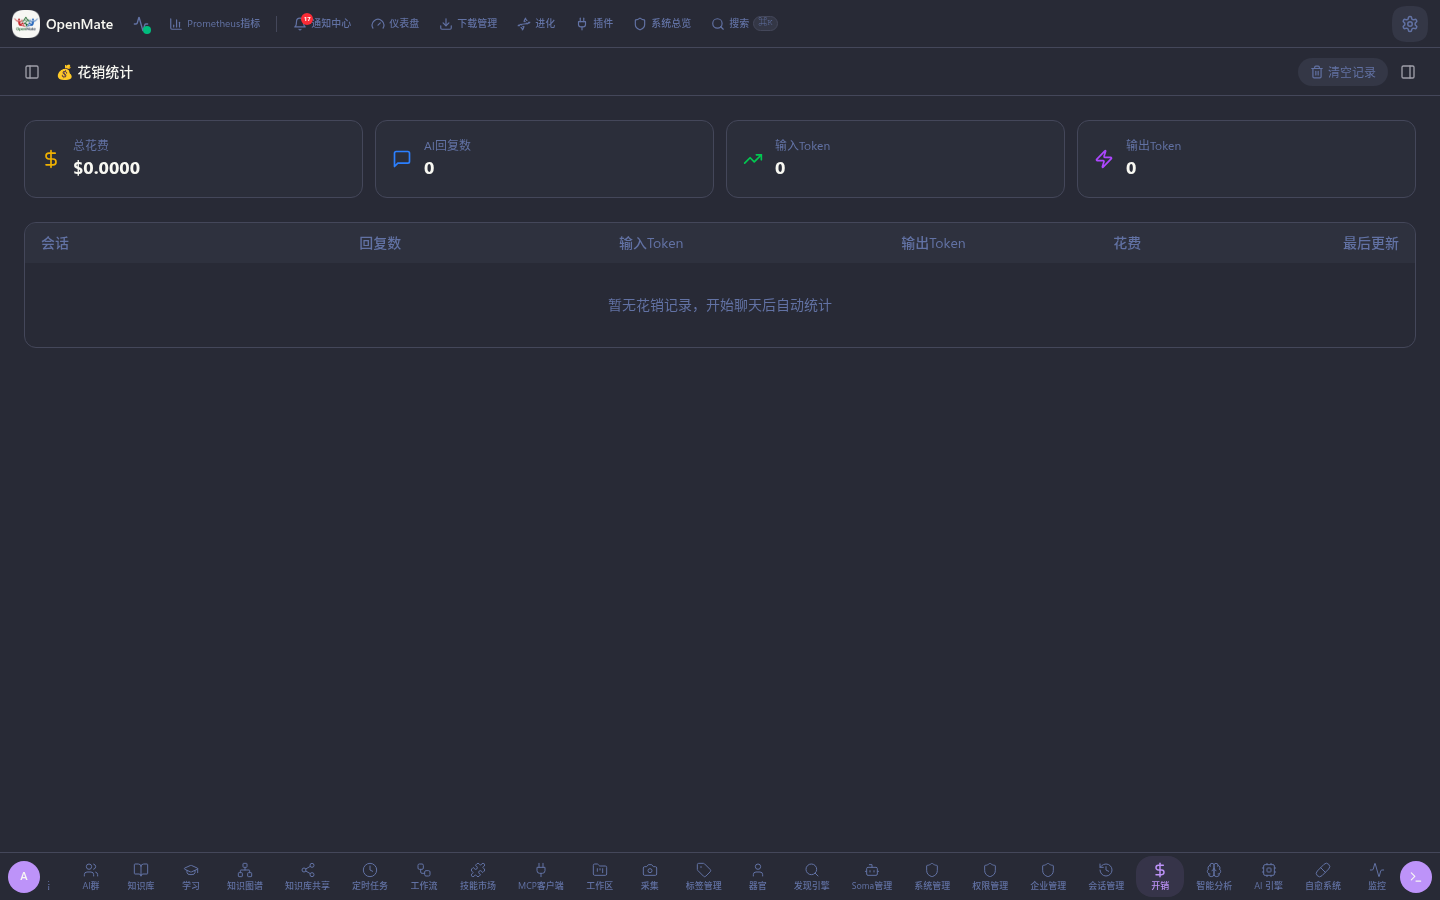 OpenMate
Prometheus指标
17
通知中心
仪表盘
下载管理
进化
插件
系统总览
搜索
⌘K
💰 花销统计
清空记录
总花费
$0.0000
AI回复数
0
输入Token
0
输出Token
0
会话
回复数
输入Token
输出Token
花费
最后更新
暂无花销记录，开始聊天后自动统计
A
AI群
知识库
学习
知识图谱
知识库共享
定时任务
工作流
技能市场
MCP客户端
工作区
采集
标签管理
器官
发现引擎
Soma管理
系统管理
权限管理
企业管理
会话管理
开销
智能分析
AI 引擎
自愈系统
监控